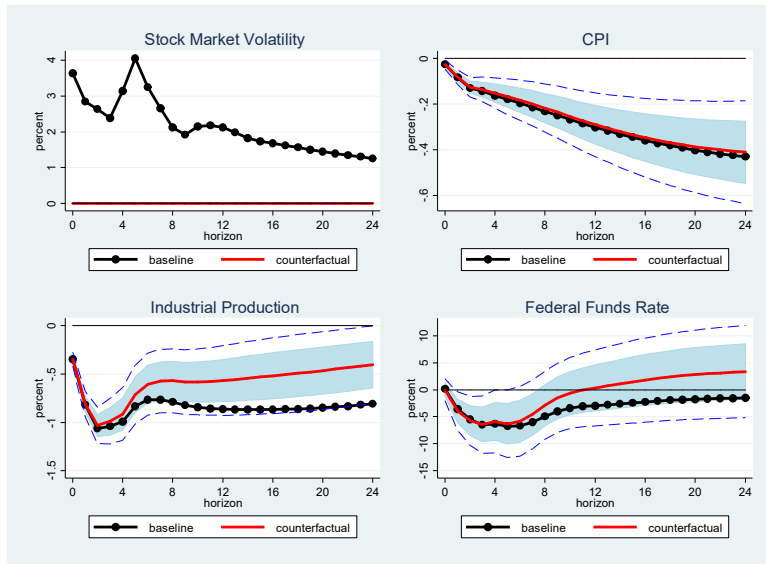 Stock Market Volatility
percent
4
3
2
1
0
0 4 8 12 16 20 24
horizon
baseline counterfactual
CPI
percent
0
-.2
-.4
-.6
0 4 8 12 16 20 24
horizon
baseline counterfactual
Industrial Production
percent
0
-.5
-1
-1.5
0 4 8 12 16 20 24
horizon
baseline counterfactual
Federal Funds Rate
percent
10
5
0
-5
-10
-15
0 4 8 12 16 20 24
horizon
baseline counterfactual